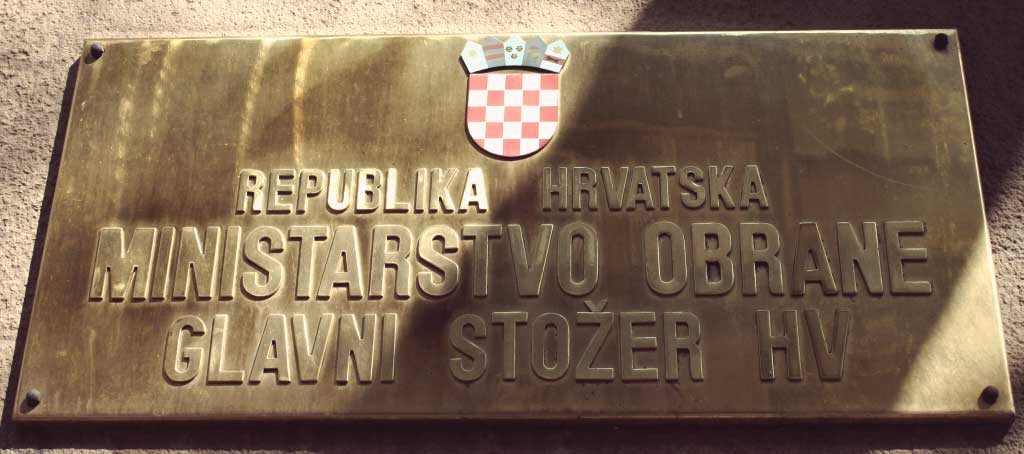 REPUBLIKA HRVATSKA
MINISTARSTVO OBRANE
GLAVNI STOŽER HV